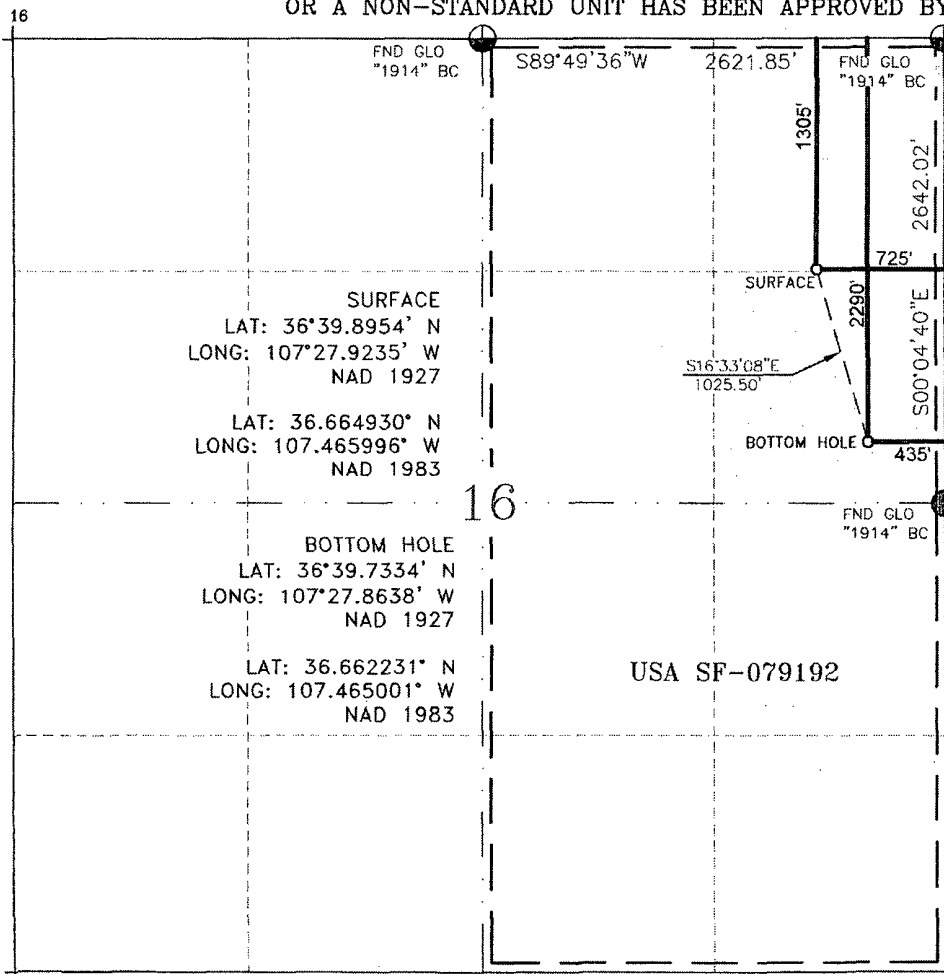 OR A NON-STANDARD UNIT HAS BEEN APPROVED BY
16
FND GLO
"1914" BC
S89°49'36"W 2621.85'
FND GLO
"1914" BC
1305'
2642.02'
725'
SURFACE
2290'
S00°04'40"E
S16°33'08"E
1025.50'
BOTTOM HOLE
435'
SURFACE
LAT: 36°39.8954' N
LONG: 107°27.9235' W
NAD 1927
LAT: 36.664930° N
LONG: 107.465996° W
NAD 1983
16
FND GLO
"1914" BC
BOTTOM HOLE
LAT: 36°39.7334' N
LONG: 107°27.8638' W
NAD 1927
LAT: 36.662231° N
LONG: 107.465001° W
NAD 1983
USA SF-079192